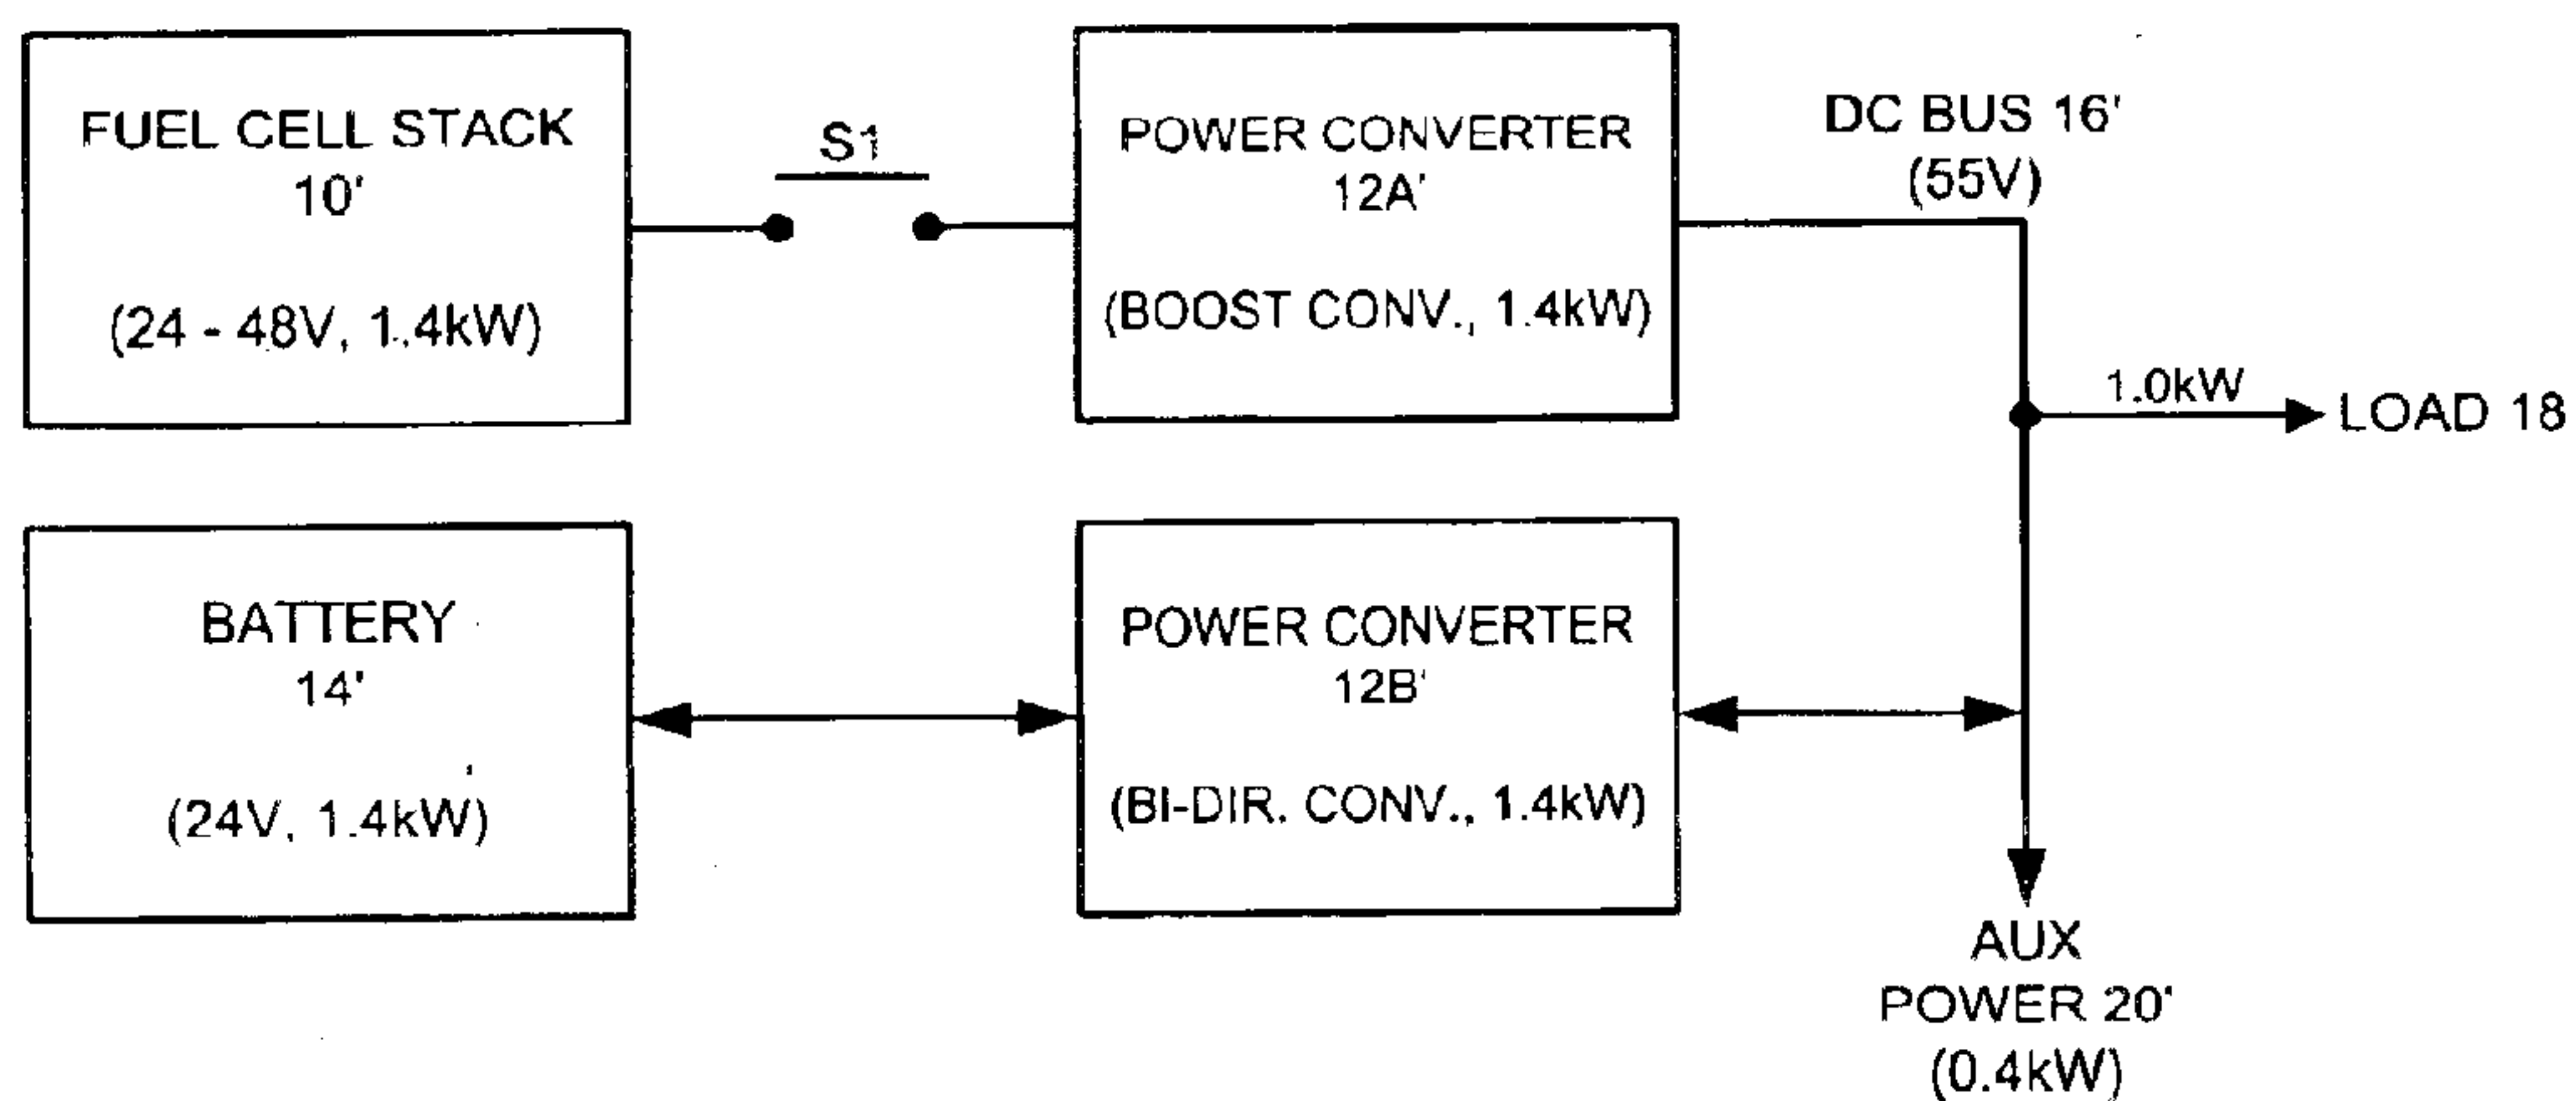 FUEL CELL STACK
10'
(24 - 48V, 1.4kW)
S1
POWER CONVERTER
12A'
(BOOST CONV., 1.4kW)
DC BUS 16'
(55V)
1.0kW
LOAD 18
BATTERY
14'
(24V, 1.4kW)
POWER CONVERTER
12B'
(BI-DIR. CONV., 1.4kW)
AUX
POWER 20'
(0.4kW)